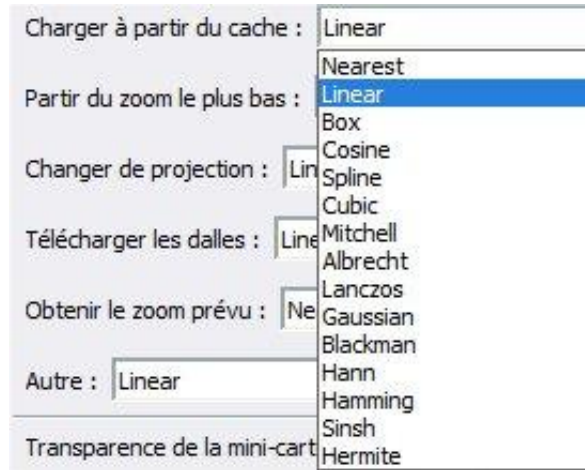 Charger à partir du cache : Linear
Nearest
Partir du zoom le plus bas : Linear
Box
Cosine
Changer de projection : Lin
Spline
Cubic
Télécharger les dalles : Line
Mitchell
Albrecht
Lanczos
Obtenir le zoom prévu : Ne
Gaussian
Blackman
Autre : Linear
Hann
Hamming
Sinsh
Transparence de la mini-cart
Hermite